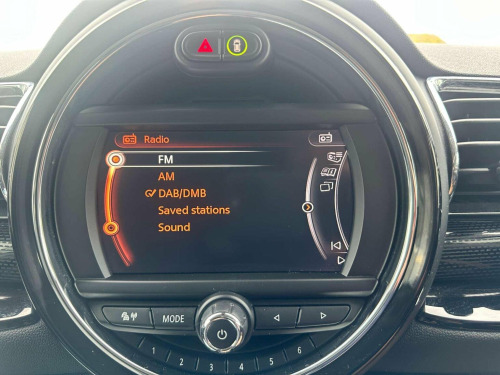 Radio
FM
AM
DAB/DMB
Saved stations
Sound
MODE
1 2 3 4 5 6